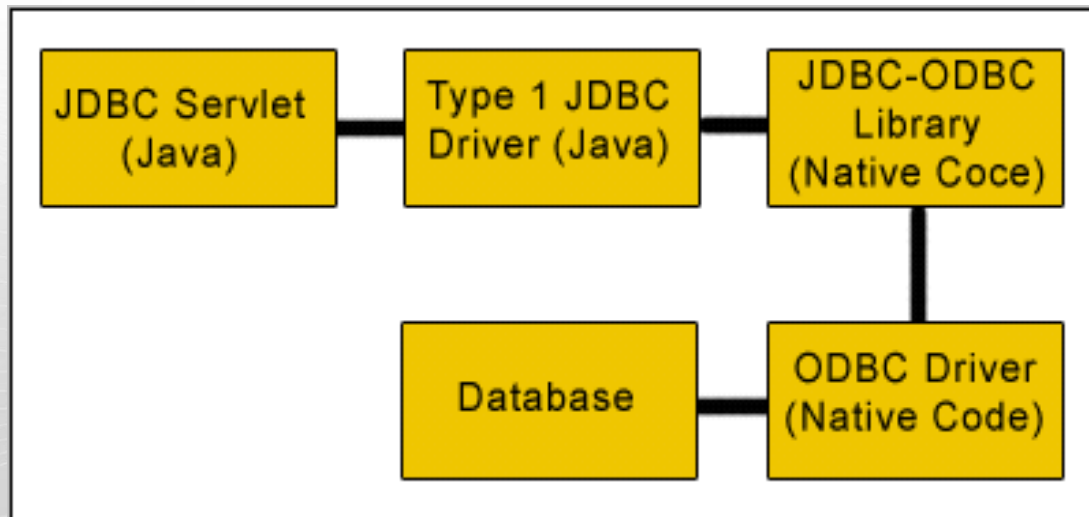 JDBC Servlet
(Java)
Type 1 JDBC
Driver (Java)
JDBC-ODBC
Library
(Native Coce)
Database
ODBC Driver
(Native Code)